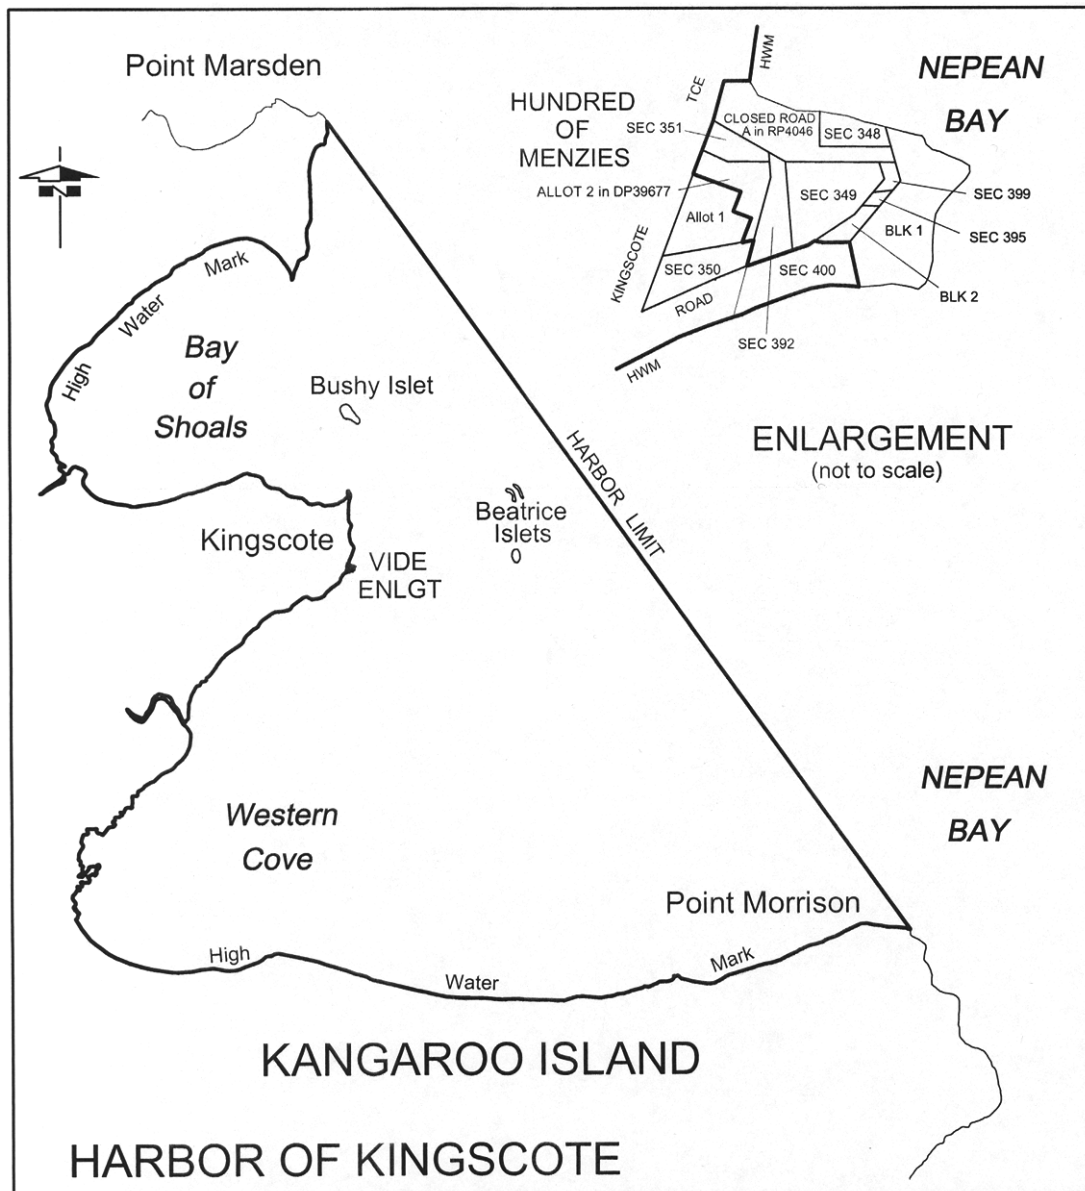 Point Marsden
HUNDRED
OF
MENZIES
NEPEAN
BAY
HWM
TCE
CLOSED ROAD
A in RP4046
SEC 348
SEC 351
ALLOT 2 in DP39677
SEC 349
SEC 399
SEC 395
Allot 1
BLK 1
KINGSCOTE
SEC 350
SEC 400
BLK 2
ROAD
SEC 392
HWM
ENLARGEMENT
(not to scale)
N
High Water Mark
Bay
of
Shoals
Bushy Islet
HARBOR LIMIT
Beatrice
Islets
Kingscote
VIDE
ENLGT
NEPEAN
BAY
Western
Cove
Point Morrison
High Water Mark
KANGAROO ISLAND
HARBOR OF KINGSCOTE